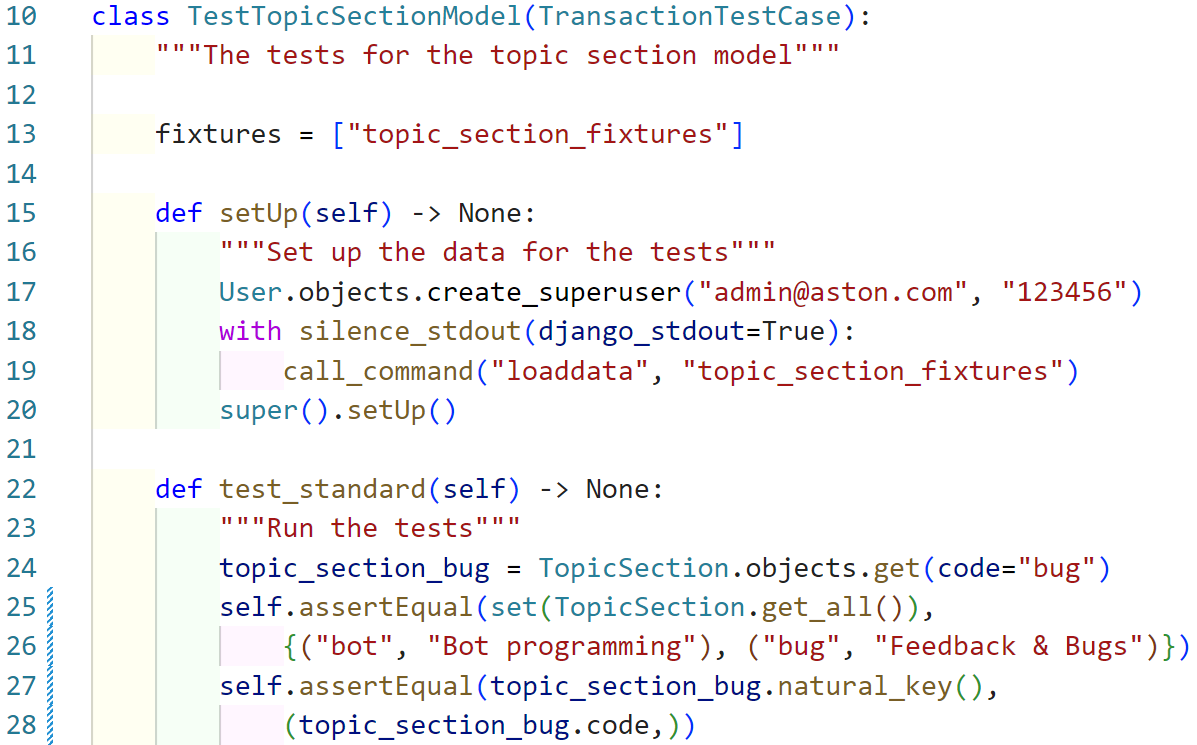 10 class TestTopicSectionModel(TransactionTestCase):
11     """The tests for the topic section model"""
12
13     fixtures = ["topic_section_fixtures"]
14
15     def setUp(self) -> None:
16         """Set up the data for the tests"""
17         User.objects.create_superuser("admin@aston.com", "123456")
18         with silence_stdout(django_stdout=True):
19             call_command("loaddata", "topic_section_fixtures")
20         super().setUp()
21
22     def test_standard(self) -> None:
23         """Run the tests"""
24         topic_section_bug = TopicSection.objects.get(code="bug")
25         self.assertEqual(set(TopicSection.get_all()),
26             {("bot", "Bot programming"), ("bug", "Feedback & Bugs")})
27         self.assertEqual(topic_section_bug.natural_key(),
28             (topic_section_bug.code,))